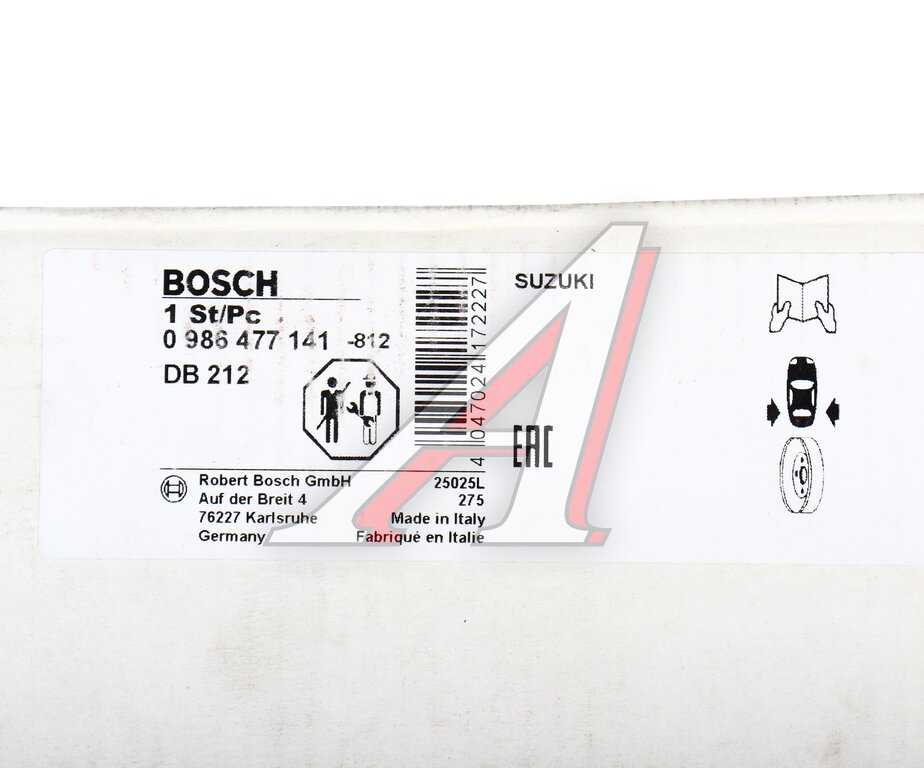 BOSCH
1 St/Pc
0 986 477 141 -812
DB 212
4 047024 172227
SUZUKI
EAC
Robert Bosch GmbH
Auf der Breit 4
76227 Karlsruhe
Germany
25025L
275
Made in Italy
Fabriqué en Italie